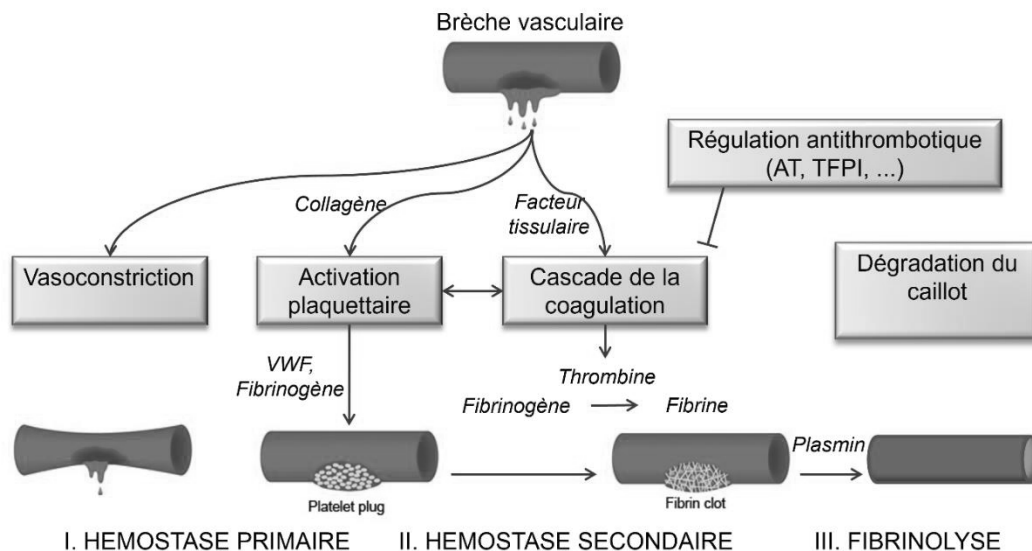 Brèche vasculaire
Régulation antithrombotique
(AT, TFPI, ...)
Collagène
Facteur
tissulaire
Vasoconstriction
Activation
plaquettaire
Cascade de la
coagulation
Dégradation du
caillot
VWF,
Fibrinogène
Thrombine
Fibrinogène
Fibrine
Plasmin
Platelet plug
Fibrin clot
I. HEMOSTASE PRIMAIRE
II. HEMOSTASE SECONDAIRE
III. FIBRINOLYSE